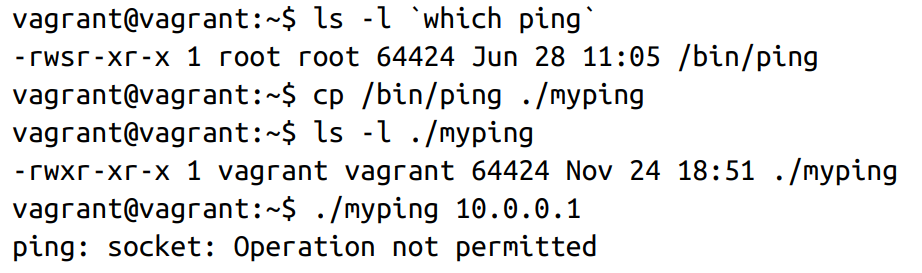 vagrant@vagrant:~$ ls -l `which ping`
-rwsr-xr-x 1 root root 64424 Jun 28 11:05 /bin/ping
vagrant@vagrant:~$ cp /bin/ping ./myping
vagrant@vagrant:~$ ls -l ./myping
-rwxr-xr-x 1 vagrant vagrant 64424 Nov 24 18:51 ./myping
vagrant@vagrant:~$ ./myping 10.0.0.1
ping: socket: Operation not permitted